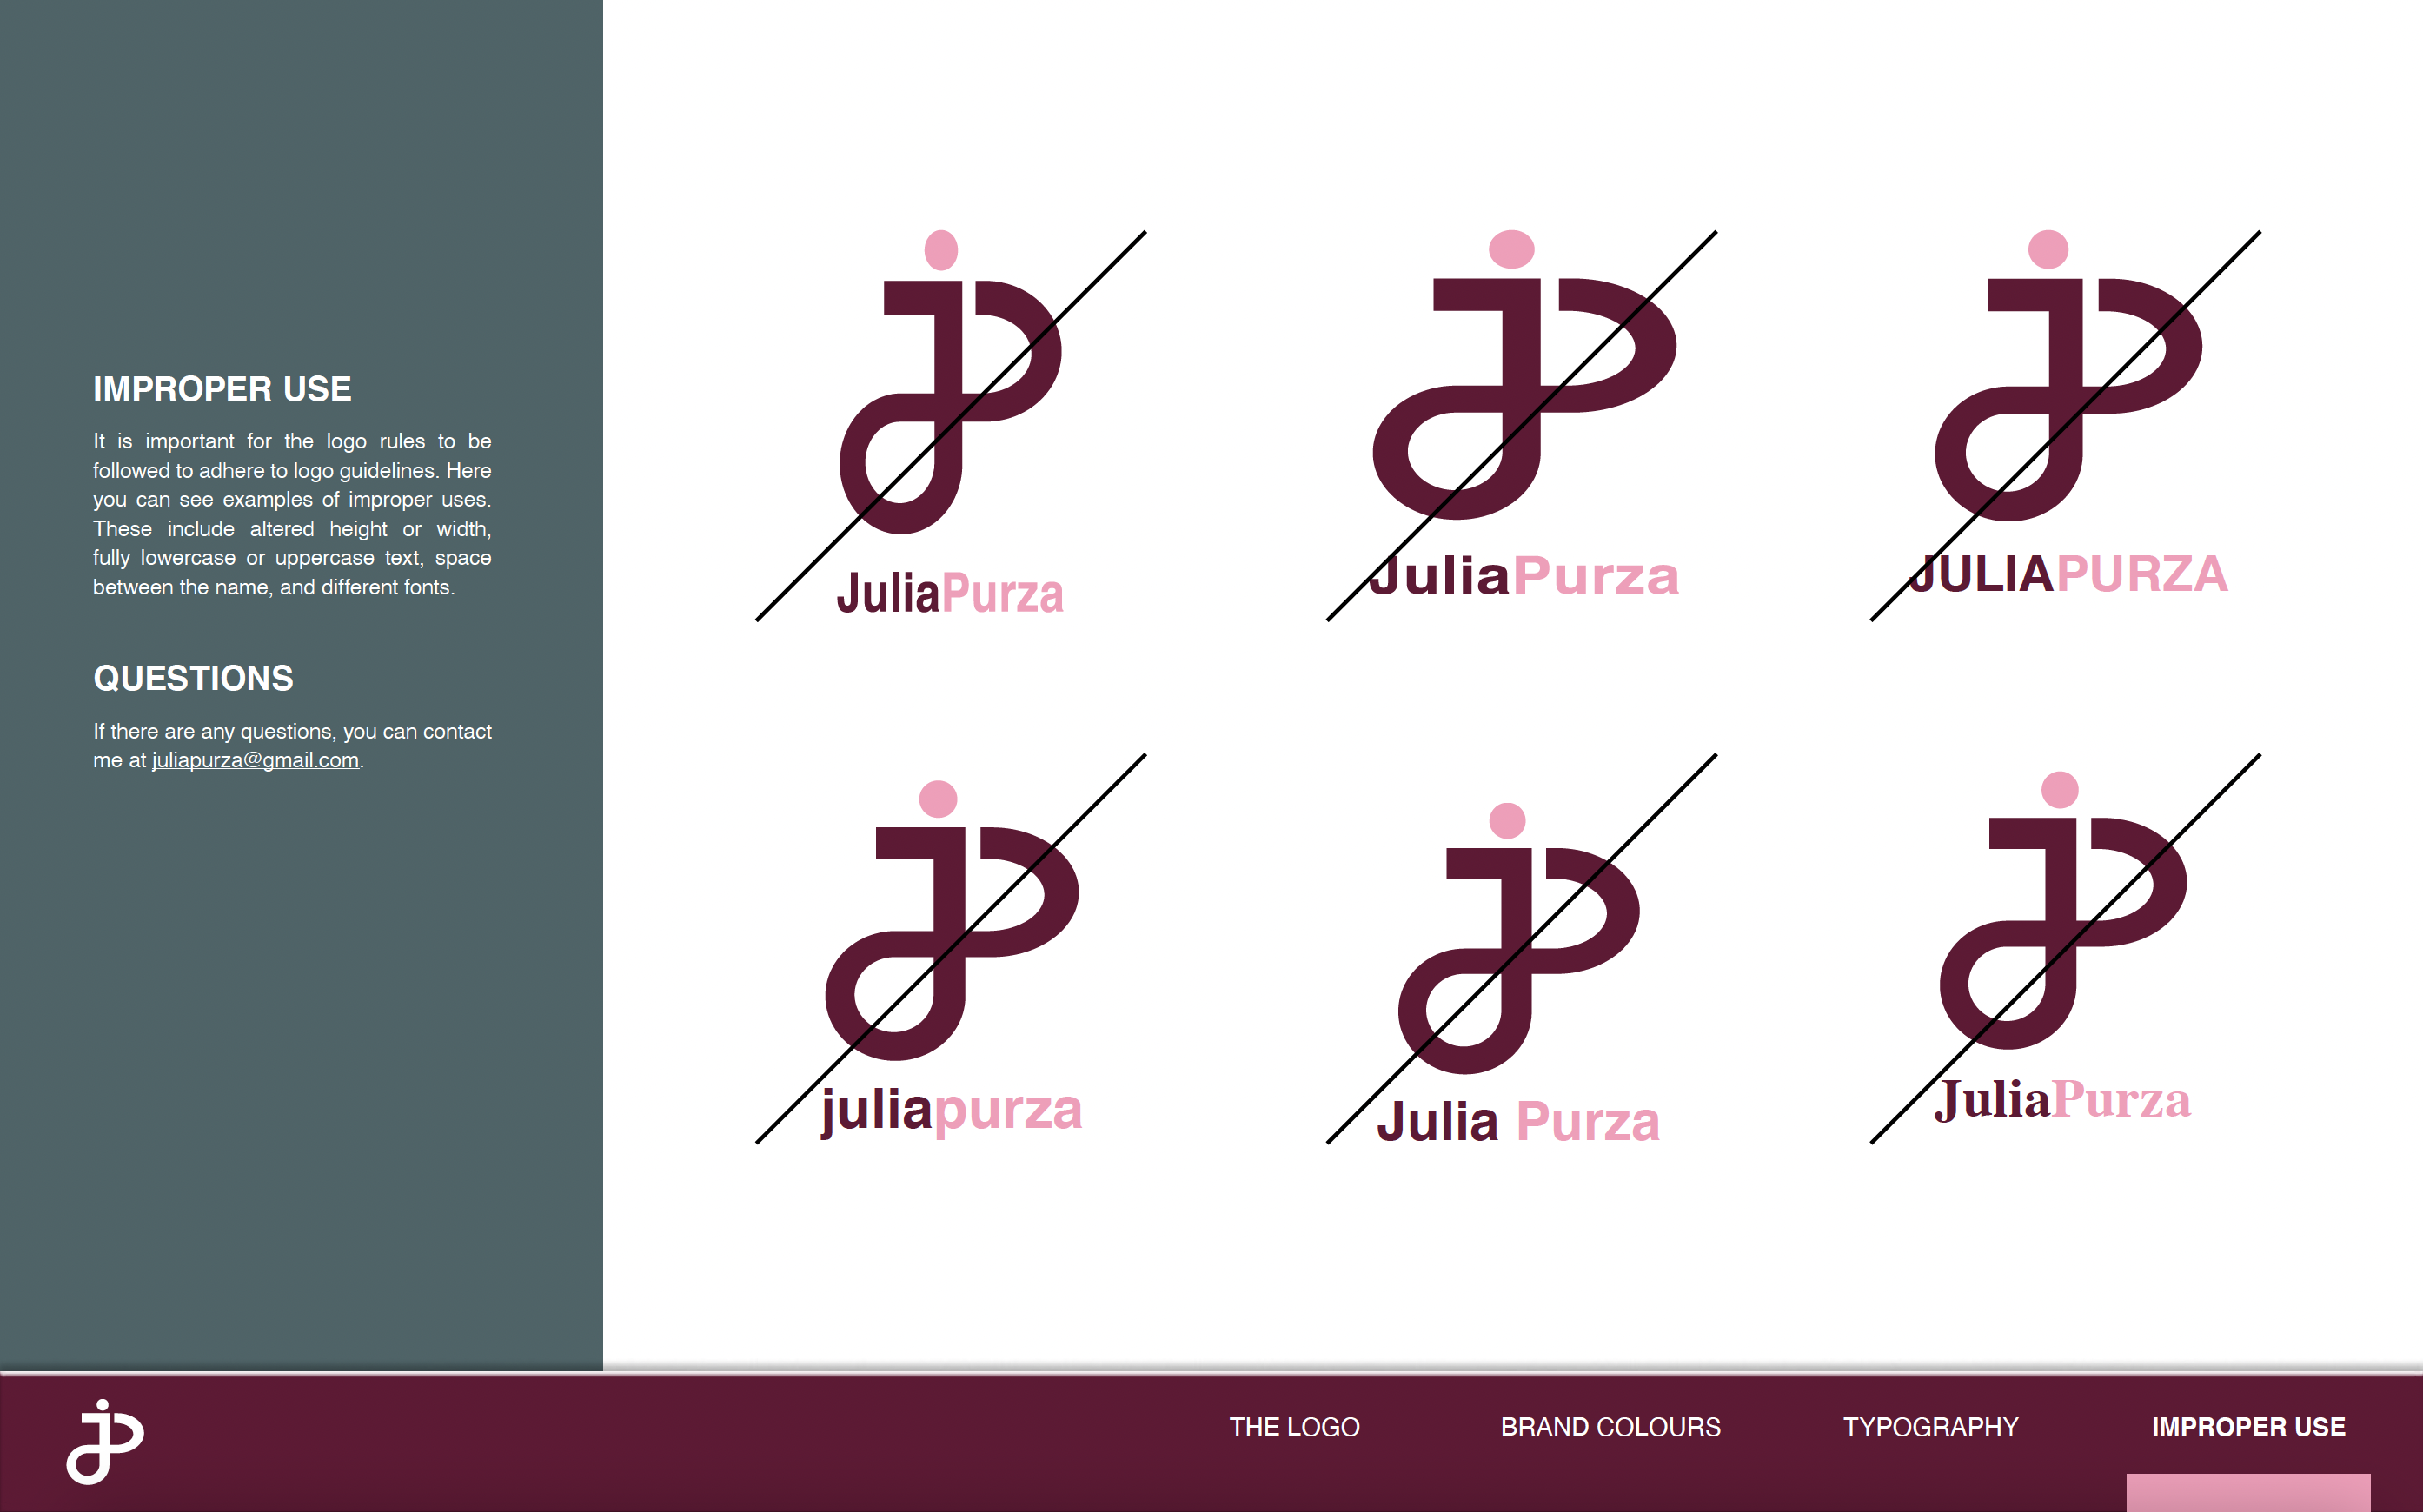 IMPROPER USE
It is important for the logo rules to be
followed to adhere to logo guidelines. Here
you can see examples of improper uses.
These include altered height or width,
fully lowercase or uppercase text, space
between the name, and different fonts.
QUESTIONS
If there are any questions, you can contact
me at juliapurza@gmail.com.
JuliaPurza
JuliaPurza
JULIAPURZA
juliapurza
Julia Purza
JuliaPurza
THE LOGO
BRAND COLOURS
TYPOGRAPHY
IMPROPER USE